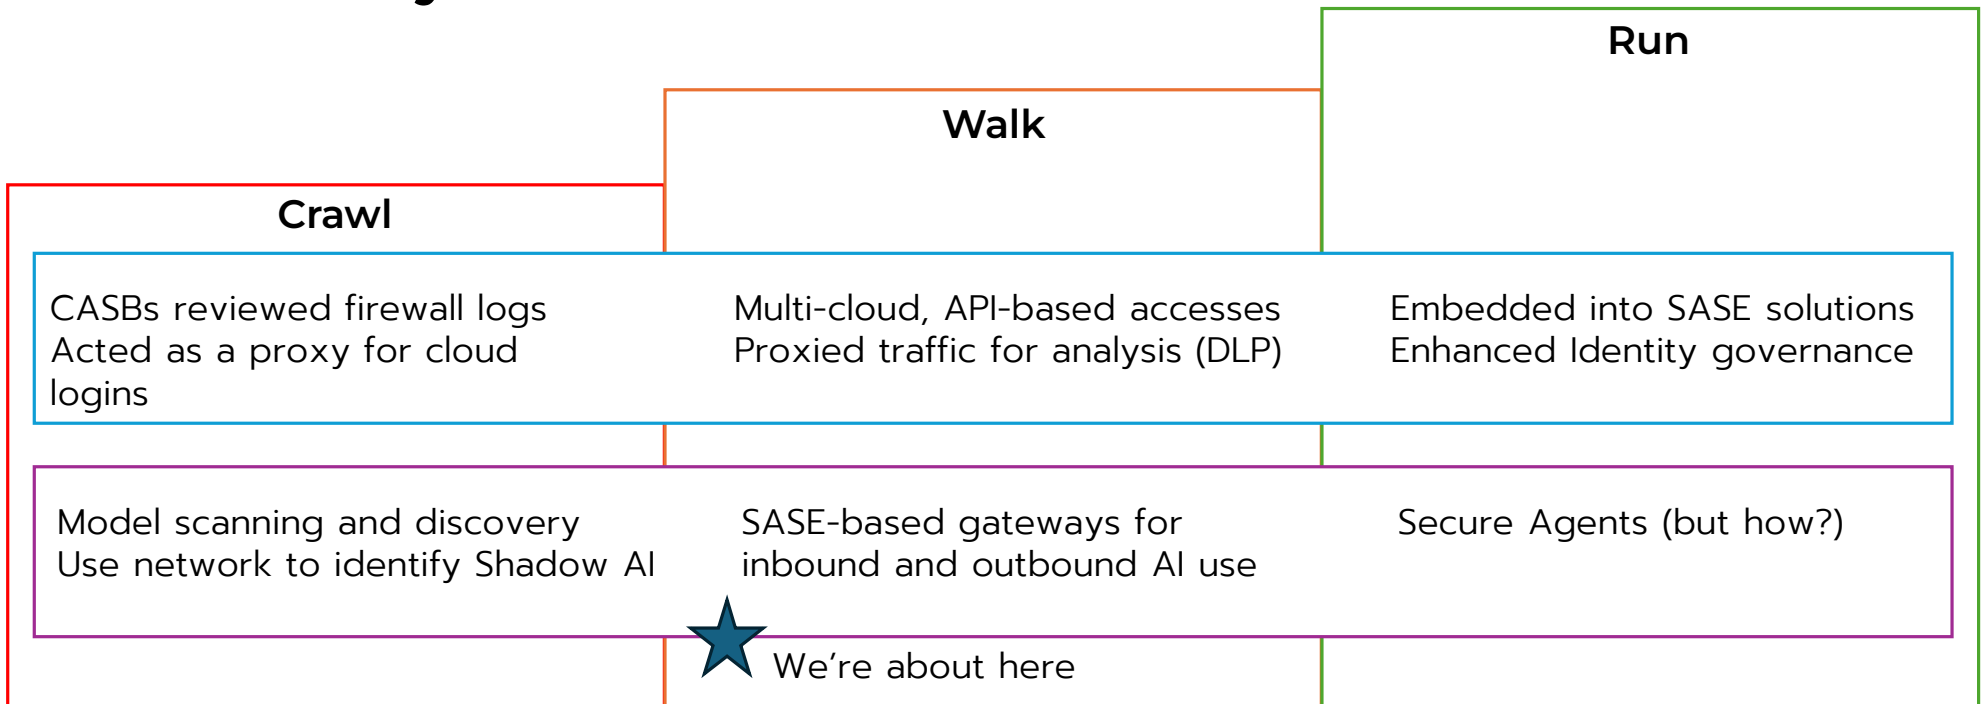 Run
Walk
Crawl
CASBs reviewed firewall logs
Acted as a proxy for cloud
logins
Multi-cloud, API-based accesses
Proxied traffic for analysis (DLP)
Embedded into SASE solutions
Enhanced Identity governance
Model scanning and discovery
Use network to identify Shadow AI
SASE-based gateways for
inbound and outbound AI use
Secure Agents (but how?)
We’re about here